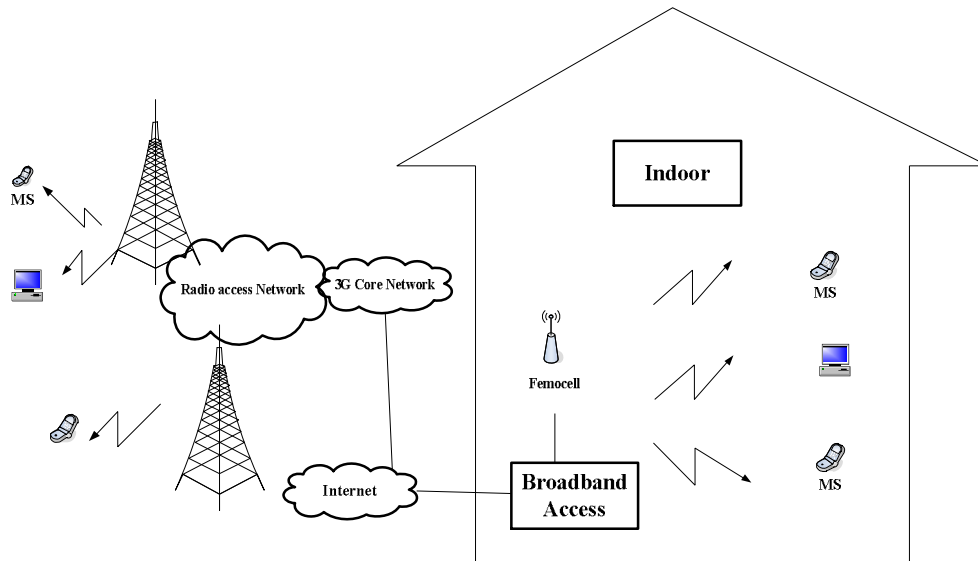 Indoor
MS
Radio access Network
3G Core Network
MS
Femocell
Internet
Broadband
Access
MS